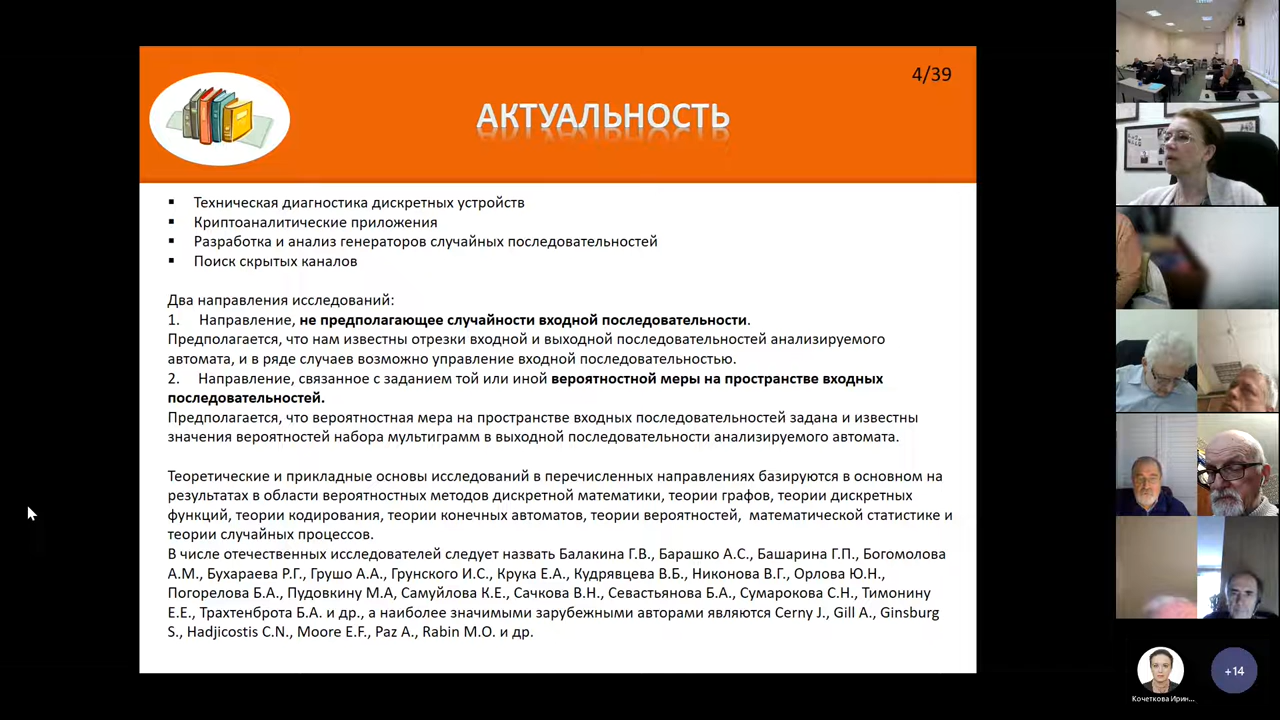 4/39
АКТУАЛЬНОСТЬ
▪ Техническая диагностика дискретных устройств
▪ Криптоаналитические приложения
▪ Разработка и анализ генераторов случайных последовательностей
▪ Поиск скрытых каналов
Два направления исследований:
1. Направление, не предполагающее случайности входной последовательности.
Предполагается, что нам известны отрезки входной и выходной последовательностей анализируемого
автомата, и в ряде случаев возможно управление входной последовательностью.
2. Направление, связанное с заданием той или иной вероятностной меры на пространстве входных
последовательностей.
Предполагается, что вероятностная мера на пространстве входных последовательностей задана и известны
значения вероятностей набора мультиграмм в выходной последовательности анализируемого автомата.
Теоретические и прикладные основы исследований в перечисленных направлениях базируются в основном на
результатах в области вероятностных методов дискретной математики, теории графов, теории дискретных
функций, теории кодирования, теории конечных автоматов, теории вероятностей, математической статистике и
теории случайных процессов.
В числе отечественных исследователей следует назвать Балакина Г.В., Барашко А.С., Башарина Г.П., Богомолова
А.М., Бухараева Р.Г., Грушо А.А., Грунского И.С., Крука Е.А., Кудрявцева В.Б., Никонова В.Г., Орлова Ю.Н.,
Погорелова Б.А., Пудовкину М.А, Самуйлова К.Е., Сачкова В.Н., Севастьянова Б.А., Сумарокова С.Н., Тимонину
Е.Е., Трахтенброта Б.А. и др., а наиболее значимыми зарубежными авторами являются Cerny J., Gill A., Ginsburg
S., Hadjicostis C.N., Moore E.F., Paz A., Rabin M.O. и др.
+14
Кочеткова Ирин...